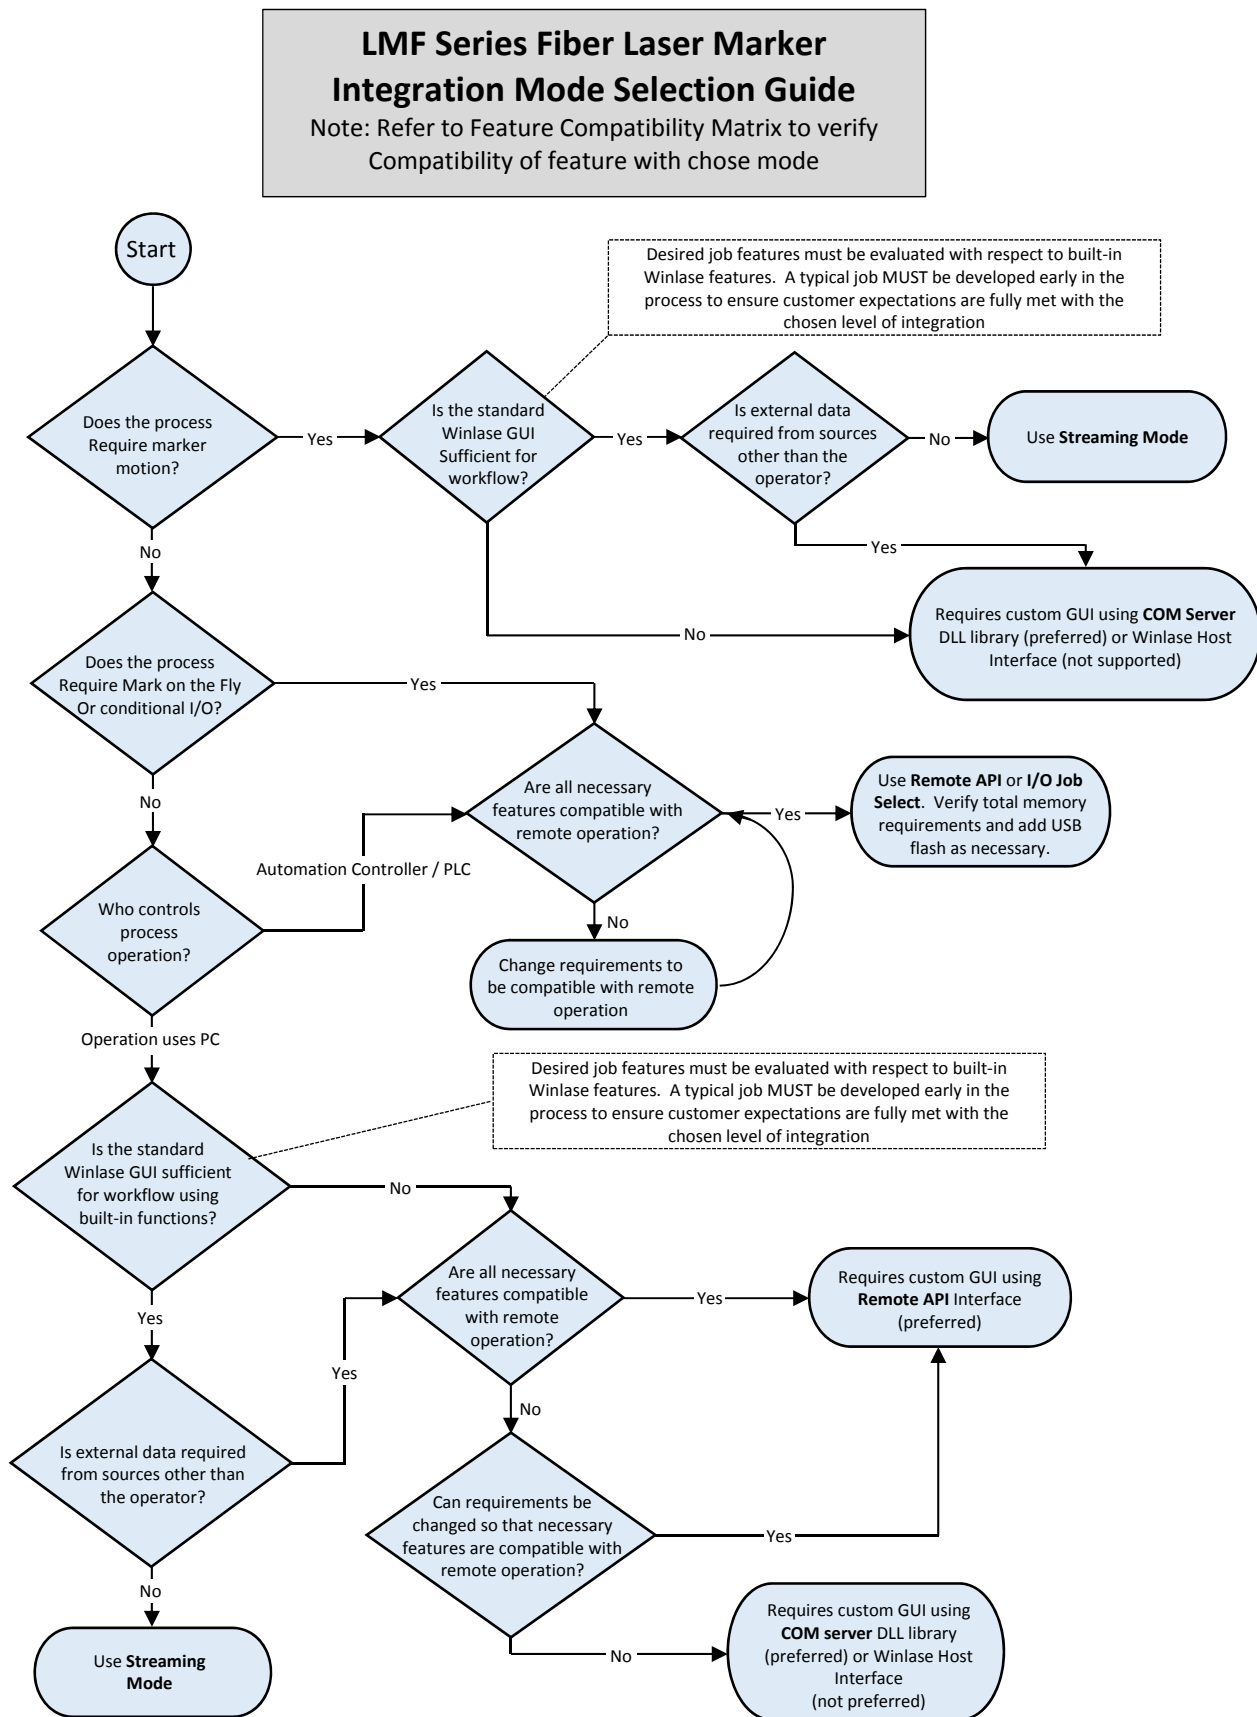 LMF Series Fiber Laser Marker
Integration Mode Selection Guide
Note: Refer to Feature Compatibility Matrix to verify
Compatibility of feature with chose mode
Start
Desired job features must be evaluated with respect to built-in
Winlase features.  A typical job MUST be developed early in the
process to ensure customer expectations are fully met with the
chosen level of integration
Does the process
Require marker
motion?
Yes
Is the standard
Winlase GUI
Sufficient for
workflow?
Yes
Is external data
required from sources
other than the
operator?
No
Use Streaming Mode
No
Yes
No
Requires custom GUI using COM Server
DLL library (preferred) or Winlase Host
Interface (not supported)
Does the process
Require Mark on the Fly
Or conditional I/O?
Yes
No
Are all necessary
features compatible with
remote operation?
Yes
Use Remote API or I/O Job
Select.  Verify total memory
requirements and add USB
flash as necessary.
Automation Controller / PLC
Who controls
process
operation?
No
Change requirements to
be compatible with remote
operation
Operation uses PC
Desired job features must be evaluated with respect to built-in
Winlase features.  A typical job MUST be developed early in the
process to ensure customer expectations are fully met with the
chosen level of integration
Is the standard
Winlase GUI sufficient
for workflow using
built-in functions?
No
Are all necessary
features compatible
with remote
operation?
Yes
Requires custom GUI using
Remote API Interface
(preferred)
Yes
Yes
No
Is external data required
from sources other than
the operator?
Can requirements be
changed so that necessary
features are compatible with
remote operation?
Yes
No
Use Streaming
Mode
No
Requires custom GUI using
COM server DLL library
(preferred) or Winlase Host
Interface
(not preferred)